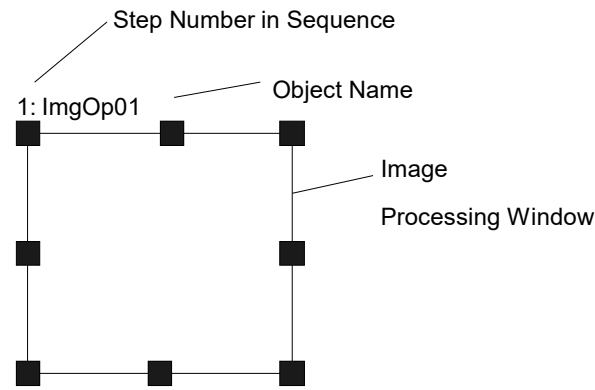 Step Number in Sequence
Object Name
1: ImgOp01
Image
Processing Window